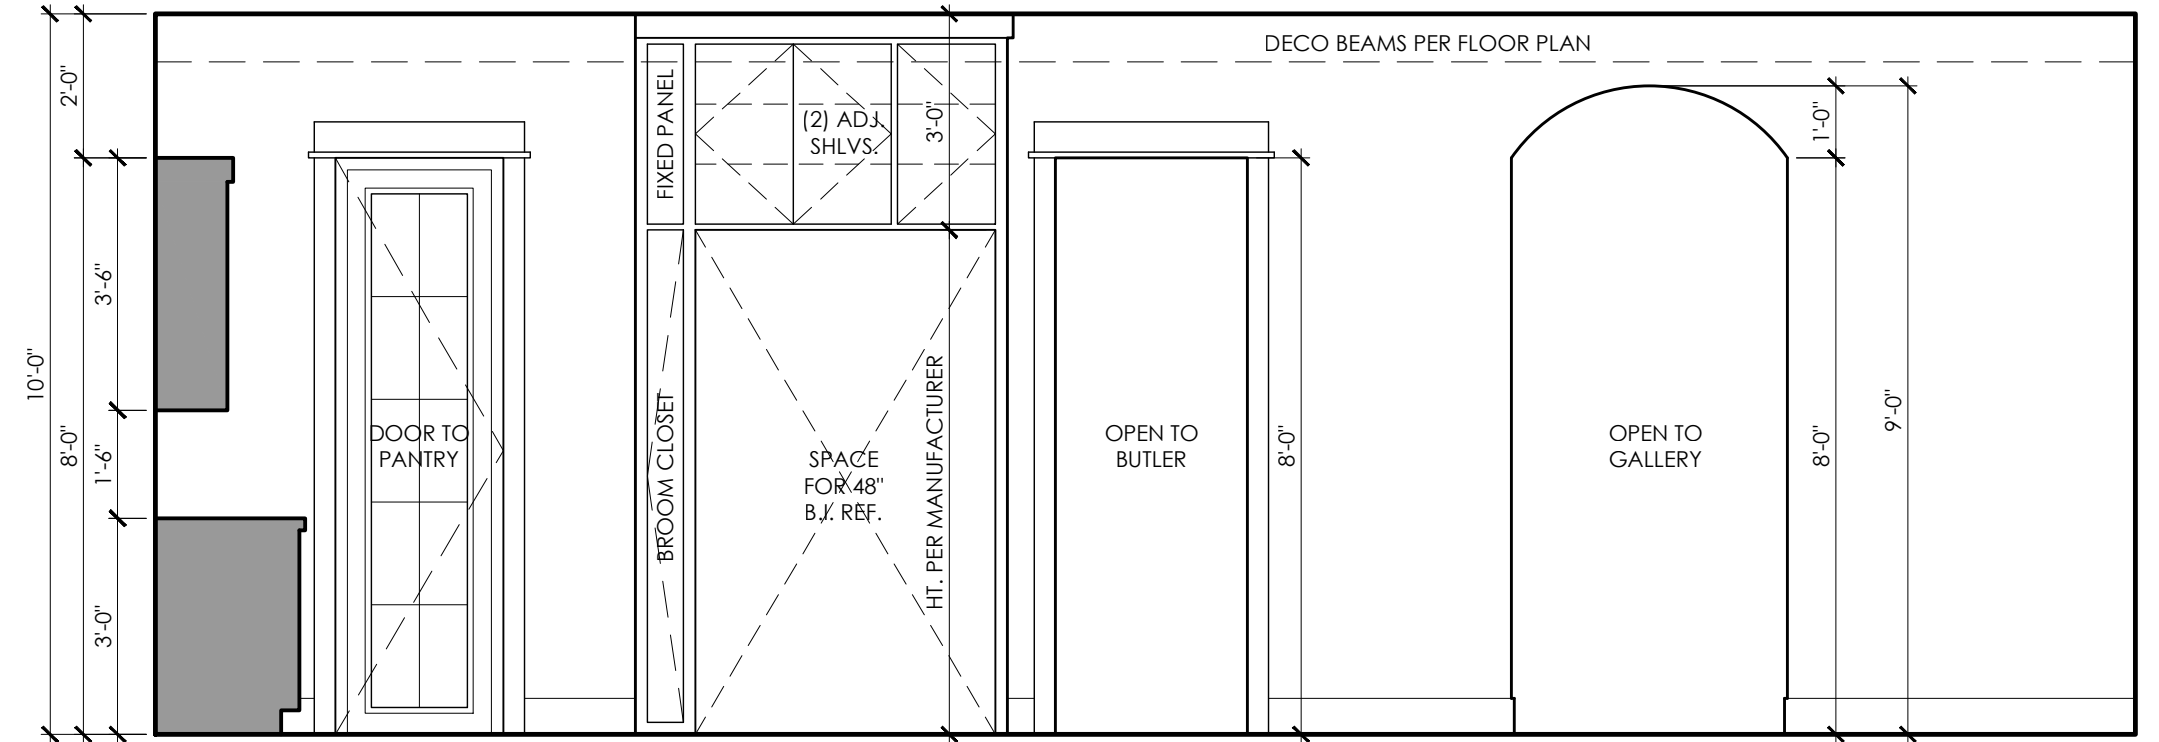 DECO BEAMS PER FLOOR PLAN
2'-0"
FIXED PANEL
(2) ADJ.
SHLVS.
3'-0"
1'-0"
3'-6"
10'-0"
8'-0"
1'-6"
3'-0"
DOOR TO
PANTRY
BROOM CLOSET
SPACE
FOR 48"
B.I. REF.
HT. PER MANUFACTURER
OPEN TO
BUTLER
8'-0"
OPEN TO
GALLERY
8'-0"
9'-0"